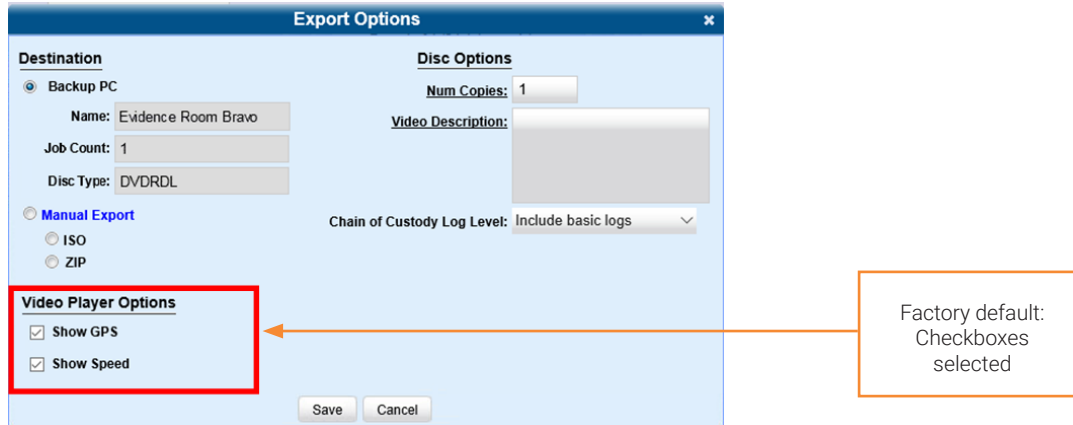 Export Options
Destination
Backup PC
Name: Evidence Room Bravo
Job Count: 1
Disc Type: DVDRDL
Manual Export
ISO
ZIP
Video Player Options
Show GPS
Show Speed
Disc Options
Num Copies: 1
Video Description:
Chain of Custody Log Level: Include basic logs
Save Cancel
Factory default:
Checkboxes
selected